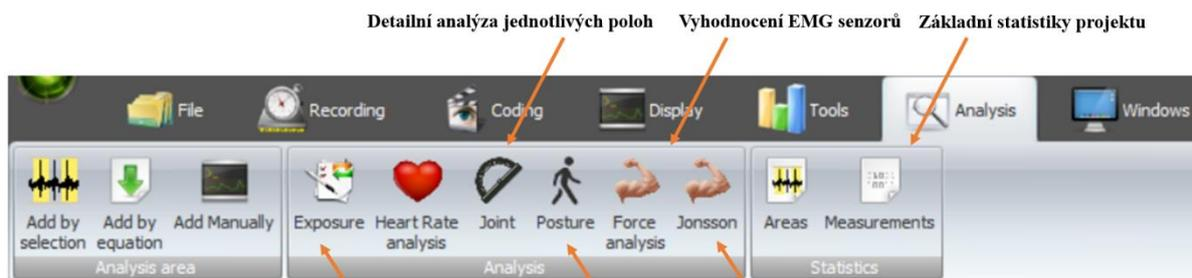 Detailní analýza jednotlivých poloh
Vyhodnocení EMG senzorů
Základní statistiky projektu
File
Recording
Coding
Display
Tools
Analysis
Windows
Add by
selection
Add by
equation
Add Manually
Exposure
Heart Rate
analysis
Joint
Posture
Force
analysis
Jonsson
Areas
Measurements
Analysis area
Analysis
Statistics